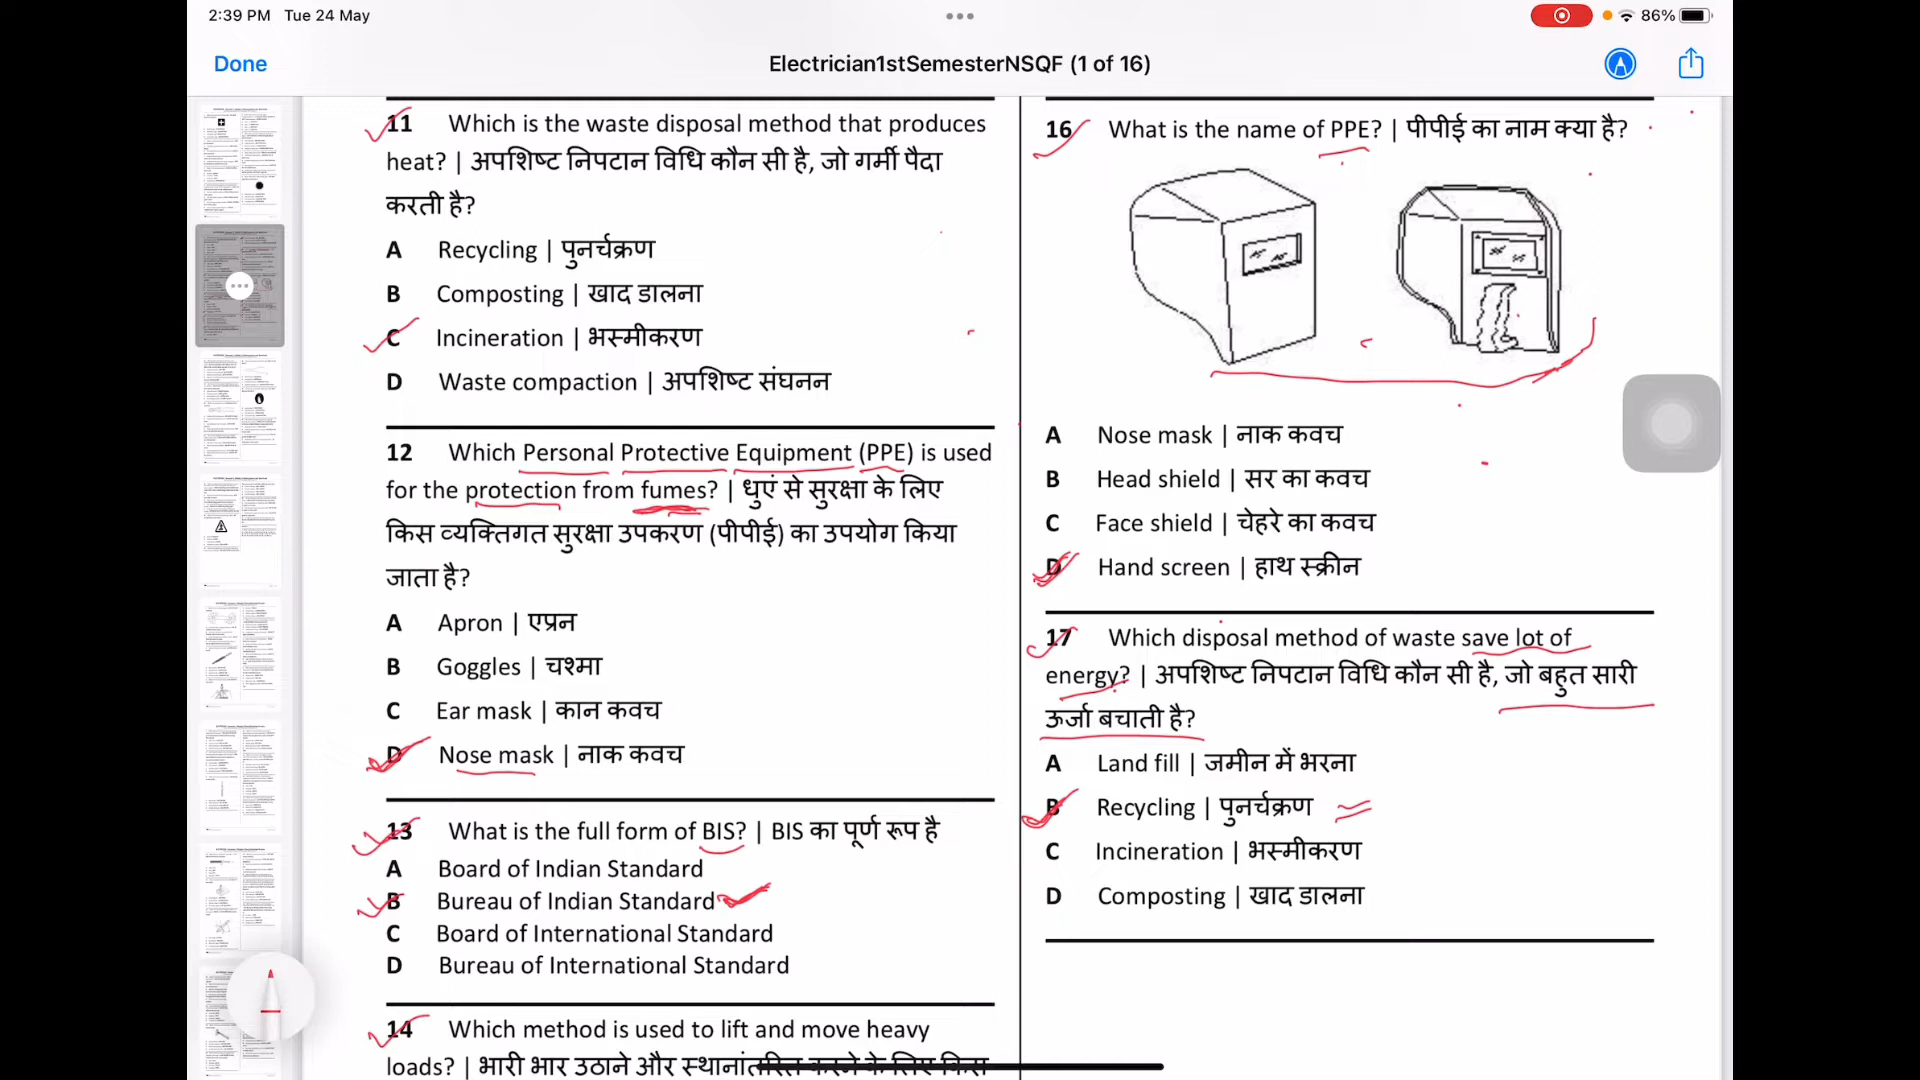 2:39 PM Tue 24 May
86%
Done
Electrician1stSemesterNSQF (1 of 16)
11 Which is the waste disposal method that produces
heat? | अपशिष्ट निपटान विधि कौन सी है, जो गर्मी पैदा
करती है?
A Recycling | पुनर्चक्रण
B Composting | खाद डालना
C Incineration | भस्मीकरण
D Waste compaction | अपशिष्ट संघनन
12 Which Personal Protective Equipment (PPE) is used
for the protection from fumes? | धुएं से सुरक्षा के लिए
किस व्यक्तिगत सुरक्षा उपकरण (पीपीई) का उपयोग किया
जाता है?
A Apron | एप्रन
B Goggles | चश्मा
C Ear mask | कान कवच
D Nose mask | नाक कवच
13 What is the full form of BIS? | BIS का पूर्ण रूप है
A Board of Indian Standard
B Bureau of Indian Standard
C Board of International Standard
D Bureau of International Standard
14 Which method is used to lift and move heavy
loads? | भारी भार उठाने और स्थानांतरित करने के लिए किस
16 What is the name of PPE? | पीपीई का नाम क्या है?
A Nose mask | नाक कवच
B Head shield | सर का कवच
C Face shield | चेहरे का कवच
D Hand screen | हाथ स्क्रीन
17 Which disposal method of waste save lot of
energy? | अपशिष्ट निपटान विधि कौन सी है, जो बहुत सारी
ऊर्जा बचाती है?
A Land fill | जमीन में भरना
B Recycling | पुनर्चक्रण
C Incineration | भस्मीकरण
D Composting | खाद डालना